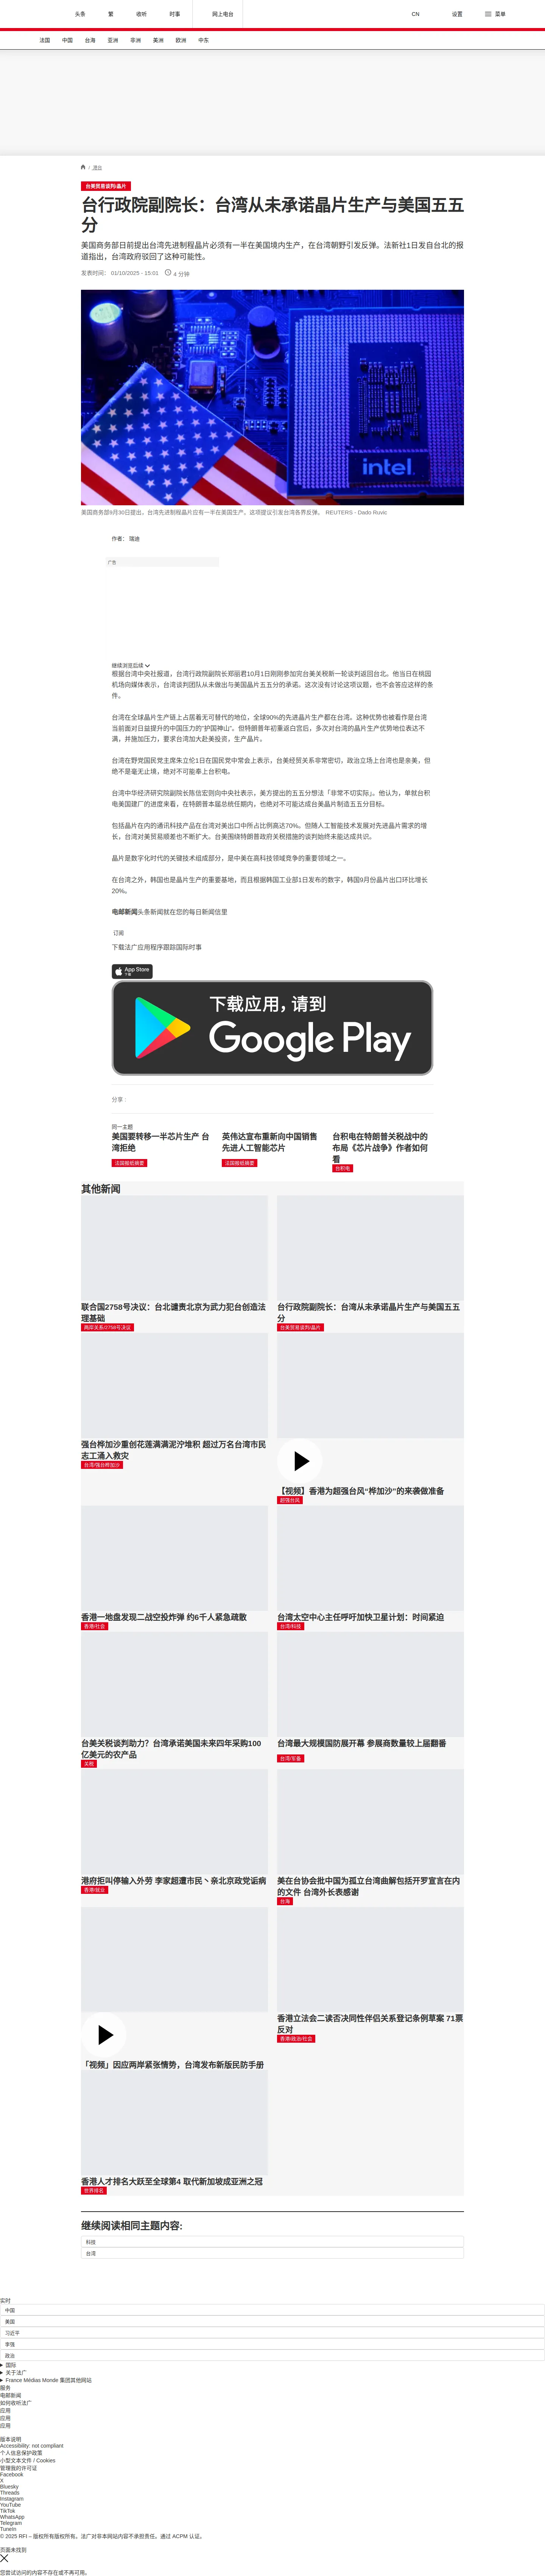 头条
繁
收听
时事
网上电台
CN
设置
菜单
法国
中国
台海
亚洲
非洲
美洲
欧洲
中东
/ 港台
台美贸易谈判/晶片
台行政院副院长：台湾从未承诺晶片生产与美国五五
分
美国商务部日前提出台湾先进制程晶片必须有一半在美国境内生产，在台湾朝野引发反弹。法新社1日发自台北的报
道指出，台湾政府驳回了这种可能性。
发表时间： 01/10/2025 - 15:01
4 分钟
intel
美国商务部9月30日提出，台湾先进制程晶片应有一半在美国生产。这项提议引发台湾各界反弹。 REUTERS - Dado Ruvic
作者： 瑞迪
广告
继续浏览后续
根据台湾中央社报道，台湾行政院副院长郑丽君10月1日刚刚参加完台美关税新一轮谈判返回台北。他当日在桃园
机场向媒体表示，台湾谈判团队从未做出与美国晶片五五分的承诺。这次没有讨论这项议题，也不会答应这样的条
件。
台湾在全球晶片生产链上占居着无可替代的地位，全球90%的先进晶片生产都在台湾。这种优势也被看作是台湾
当前面对日益提升的中国压力的“护国神山”。但特朗普年初重返白宫后，多次对台湾的晶片生产优势地位表达不
满，并施加压力，要求台湾加大赴美投资，生产晶片。
台湾在野党国民党主席朱立伦1日在国民党中常会上表示，台美经贸关系非常密切，政治立场上台湾也是亲美，但
绝不是毫无止境，绝对不可能奉上台积电。
台湾中华经济研究院副院长陈信宏则向中央社表示，美方提出的五五分想法「非常不切实际」。他认为，单就台积
电美国建厂的进度来看，在特朗普本届总统任期内，也绝对不可能达成台美晶片制造五五分目标。
包括晶片在内的通讯科技产品在台湾对美出口中所占比例高达70%。但随人工智能技术发展对先进晶片需求的增
长，台湾对美贸易顺差也不断扩大。台美围绕特朗普政府关税措施的谈判始终未能达成共识。
晶片是数字化时代的关键技术组成部分，是中美在高科技领域竞争的重要领域之一。
在台湾之外，韩国也是晶片生产的重要基地，而且根据韩国工业部1日发布的数字，韩国9月份晶片出口环比增长
20%。
电邮新闻头条新闻就在您的每日新闻信里
订阅
下载法广应用程序跟踪国际时事
App Store
下载
下载应用，请到
Google Play
分享 :
同一主题
美国要转移一半芯片生产 台
湾拒绝
法国报纸摘要
英伟达宣布重新向中国销售
先进人工智能芯片
法国报纸摘要
台积电在特朗普关税战中的
布局《芯片战争》作者如何
看
台积电
其他新闻
联合国2758号决议：台北谴责北京为武力犯台创造法
理基础
两岸关系/2758号决议
台行政院副院长：台湾从未承诺晶片生产与美国五五
分
台美贸易谈判/晶片
强台桦加沙重创花莲满满泥泞堆积 超过万名台湾市民
志工涌入救灾
台湾/强台桦加沙
【视频】香港为超强台风“桦加沙”的来袭做准备
超强台风
香港一地盘发现二战空投炸弹 约6千人紧急疏散
香港/社会
台湾太空中心主任呼吁加快卫星计划：时间紧迫
台湾/科技
台美关税谈判助力？台湾承诺美国未来四年采购100
亿美元的农产品
关税
台湾最大规模国防展开幕 参展商数量较上届翻番
台湾/军备
港府拒叫停输入外劳 李家超遭市民丶亲北京政党诟病
香港/就业
美在台协会批中国为孤立台湾曲解包括开罗宣言在内
的文件 台湾外长表感谢
台海
「视频」因应两岸紧张情势，台湾发布新版民防手册
香港立法会二读否决同性伴侣关系登记条例草案 71票
反对
香港/政治/社会
香港人才排名大跃至全球第4 取代新加坡成亚洲之冠
世界排名
继续阅读相同主题内容:
科技
台湾
实时
中国
美国
习近平
李强
政治
国际
关于法广
France Médias Monde 集团其他网站
服务
电邮新闻
如何收听法广
应用
应用
应用
版本说明
Accessibility: not compliant
个人信息保护政策
小型文本文件 / Cookies
管理我的许可证
Facebook
X
Bluesky
Threads
Instagram
YouTube
TikTok
WhatsApp
Telegram
TuneIn
© 2025 RFI – 版权所有版权所有。法广对非本网站内容不承担责任。通过 ACPM 认证。
页面未找到
您尝试访问的内容不存在或不再可用。